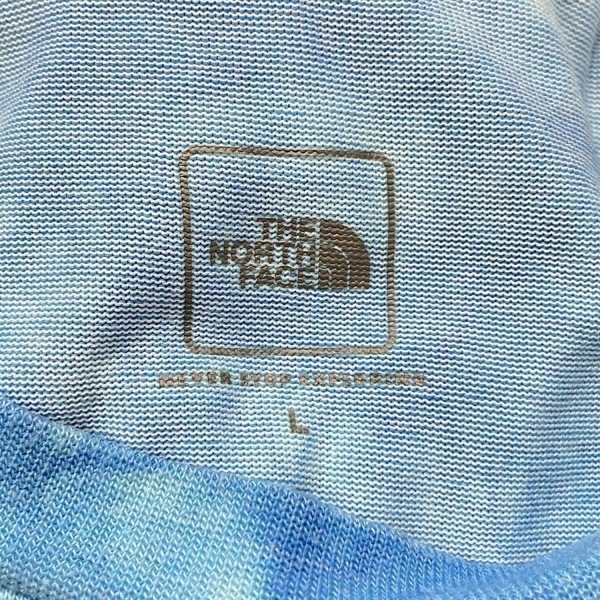 THE
NORTH
FACE
NEVER STOP EXPLORING
L